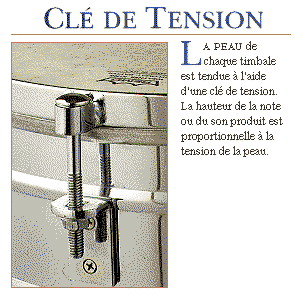 CLÉ DE TENSION
LA PEAU de
chaque timbale
est tendue à l'aide
d'une clé de tension.
La hauteur de la note
ou du son produit est
proportionnelle à la
tension de la peau.